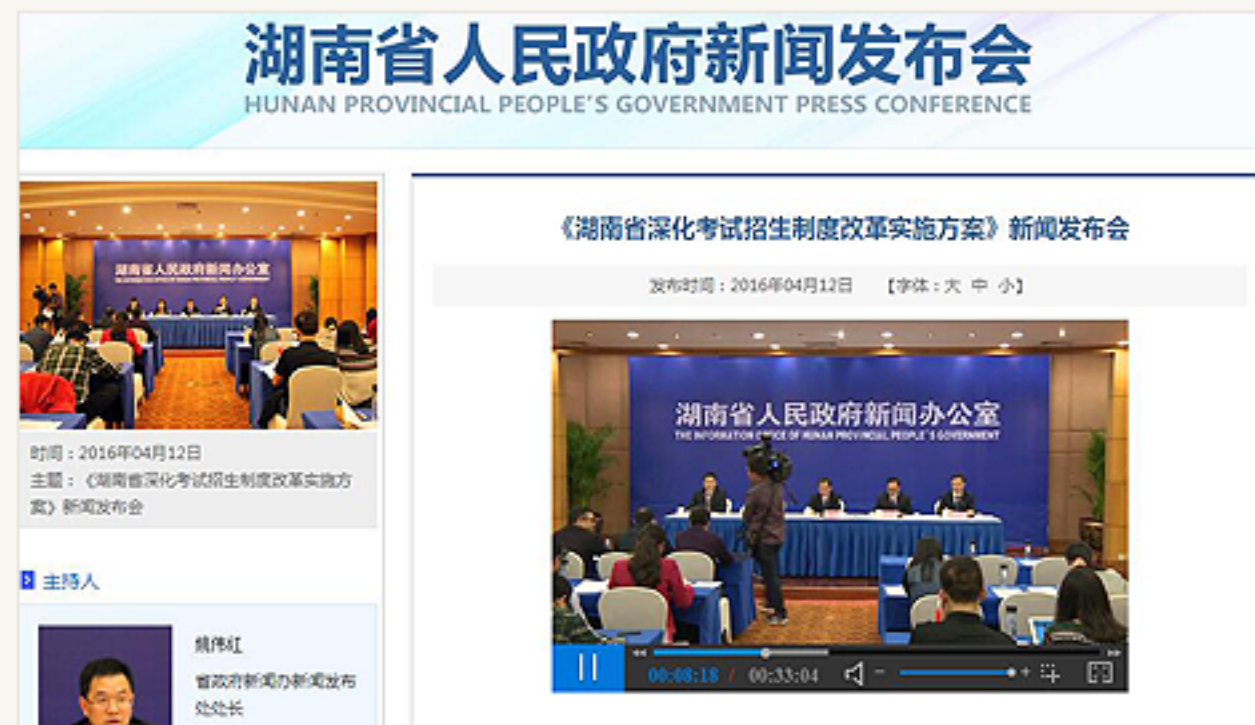 湖南省人民政府新闻发布会
HUNAN PROVINCIAL PEOPLE'S GOVERNMENT PRESS CONFERENCE
湖南省人民政府新闻办公室
时间：2016年04月12日
主题：《湖南省深化考试招生制度改革实施方
案》新闻发布会
主持人
姚伟红
省政府新闻办新闻发布
处处长
《湖南省深化考试招生制度改革实施方案》新闻发布会
发布时间：2016年04月12日 【字体：大 中 小】
湖南省人民政府新闻办公室
THE INFORMATION OFFICE OF HUNAN PROVINCIAL PEOPLE'S GOVERNMENT
00:08:18 / 00:33:04